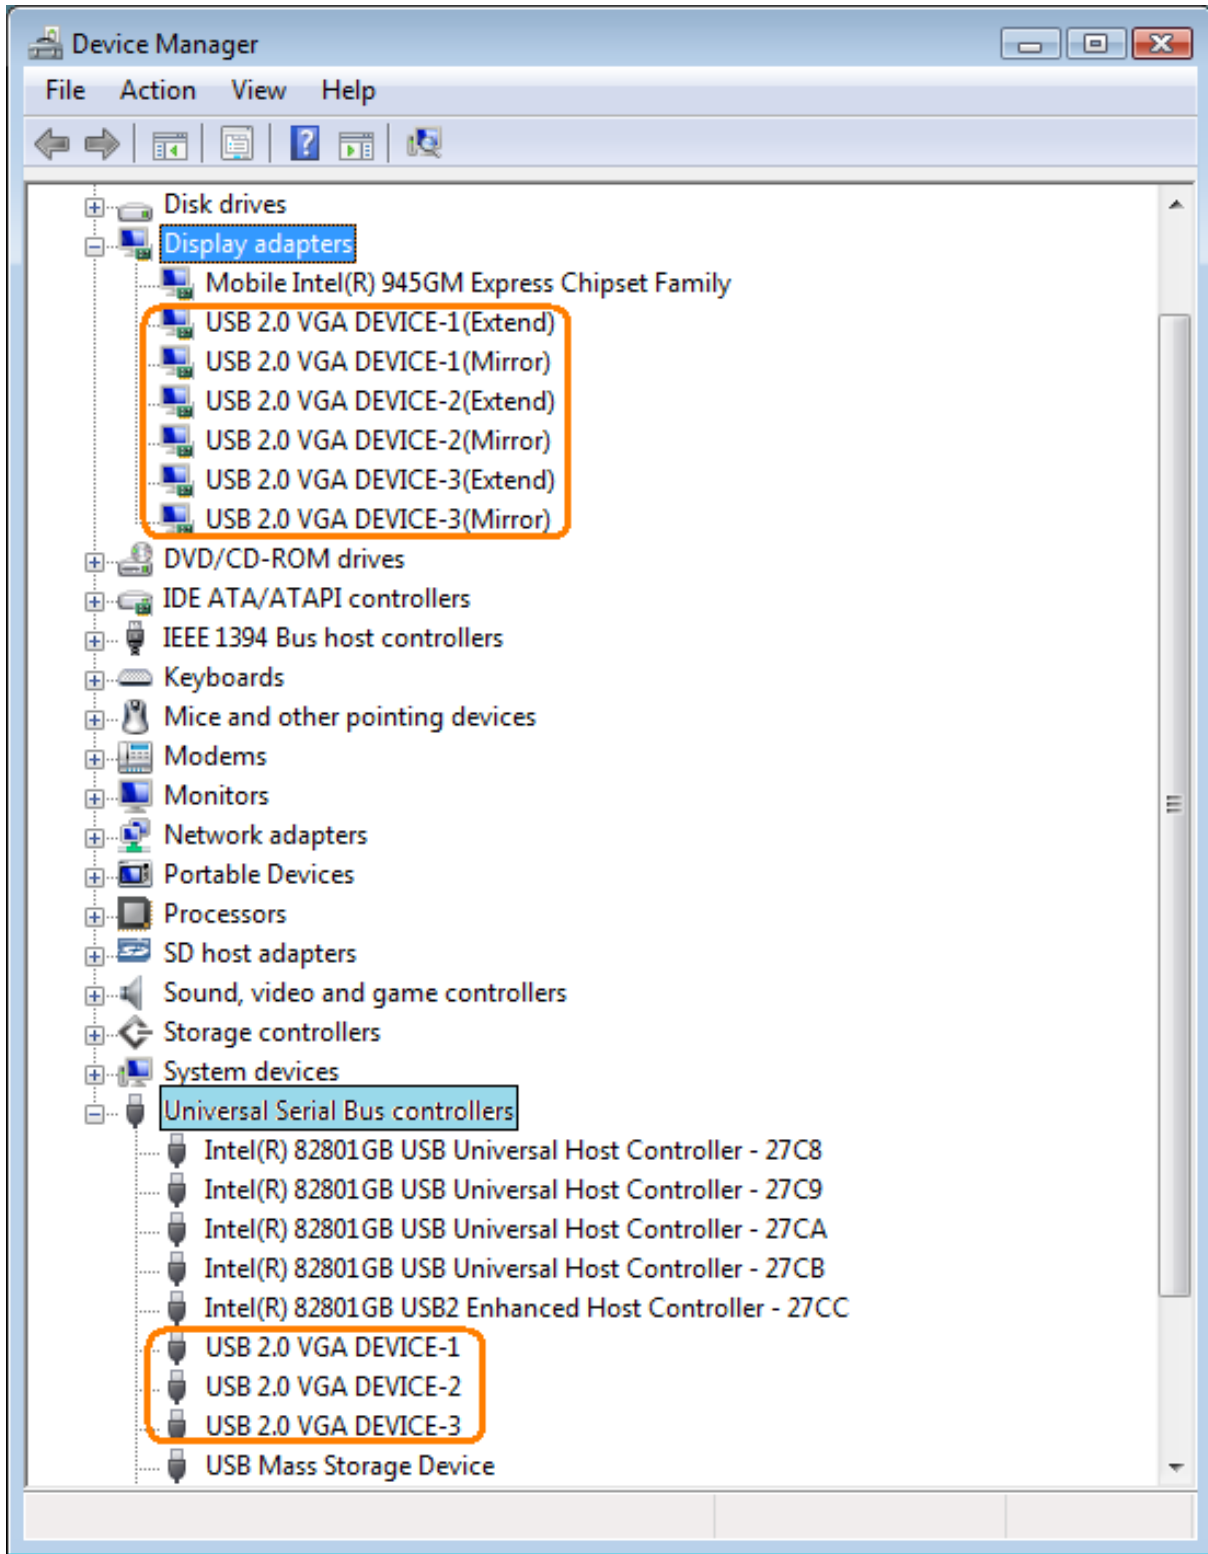 Device Manager
File Action View Help
Disk drives
Display adapters
Mobile Intel(R) 945GM Express Chipset Family
USB 2.0 VGA DEVICE-1(Extend)
USB 2.0 VGA DEVICE-1(Mirror)
USB 2.0 VGA DEVICE-2(Extend)
USB 2.0 VGA DEVICE-2(Mirror)
USB 2.0 VGA DEVICE-3(Extend)
USB 2.0 VGA DEVICE-3(Mirror)
DVD/CD-ROM drives
IDE ATA/ATAPI controllers
IEEE 1394 Bus host controllers
Keyboards
Mice and other pointing devices
Modems
Monitors
Network adapters
Portable Devices
Processors
SD host adapters
Sound, video and game controllers
Storage controllers
System devices
Universal Serial Bus controllers
Intel(R) 82801GB USB Universal Host Controller - 27C8
Intel(R) 82801GB USB Universal Host Controller - 27C9
Intel(R) 82801GB USB Universal Host Controller - 27CA
Intel(R) 82801GB USB Universal Host Controller - 27CB
Intel(R) 82801GB USB2 Enhanced Host Controller - 27CC
USB 2.0 VGA DEVICE-1
USB 2.0 VGA DEVICE-2
USB 2.0 VGA DEVICE-3
USB Mass Storage Device